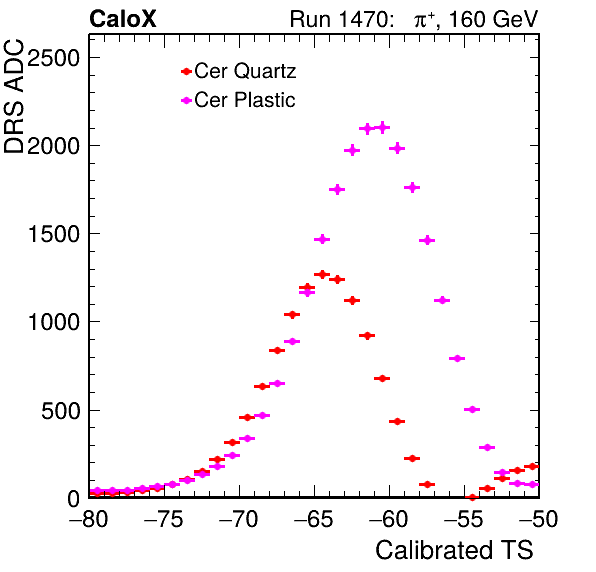 CaloX Run 1470: π⁺, 160 GeV
DRS ADC
Cer Quartz
Cer Plastic
2500
2000
1500
1000
500
0
−80 −75 −70 −65 −60 −55 −50
Calibrated TS